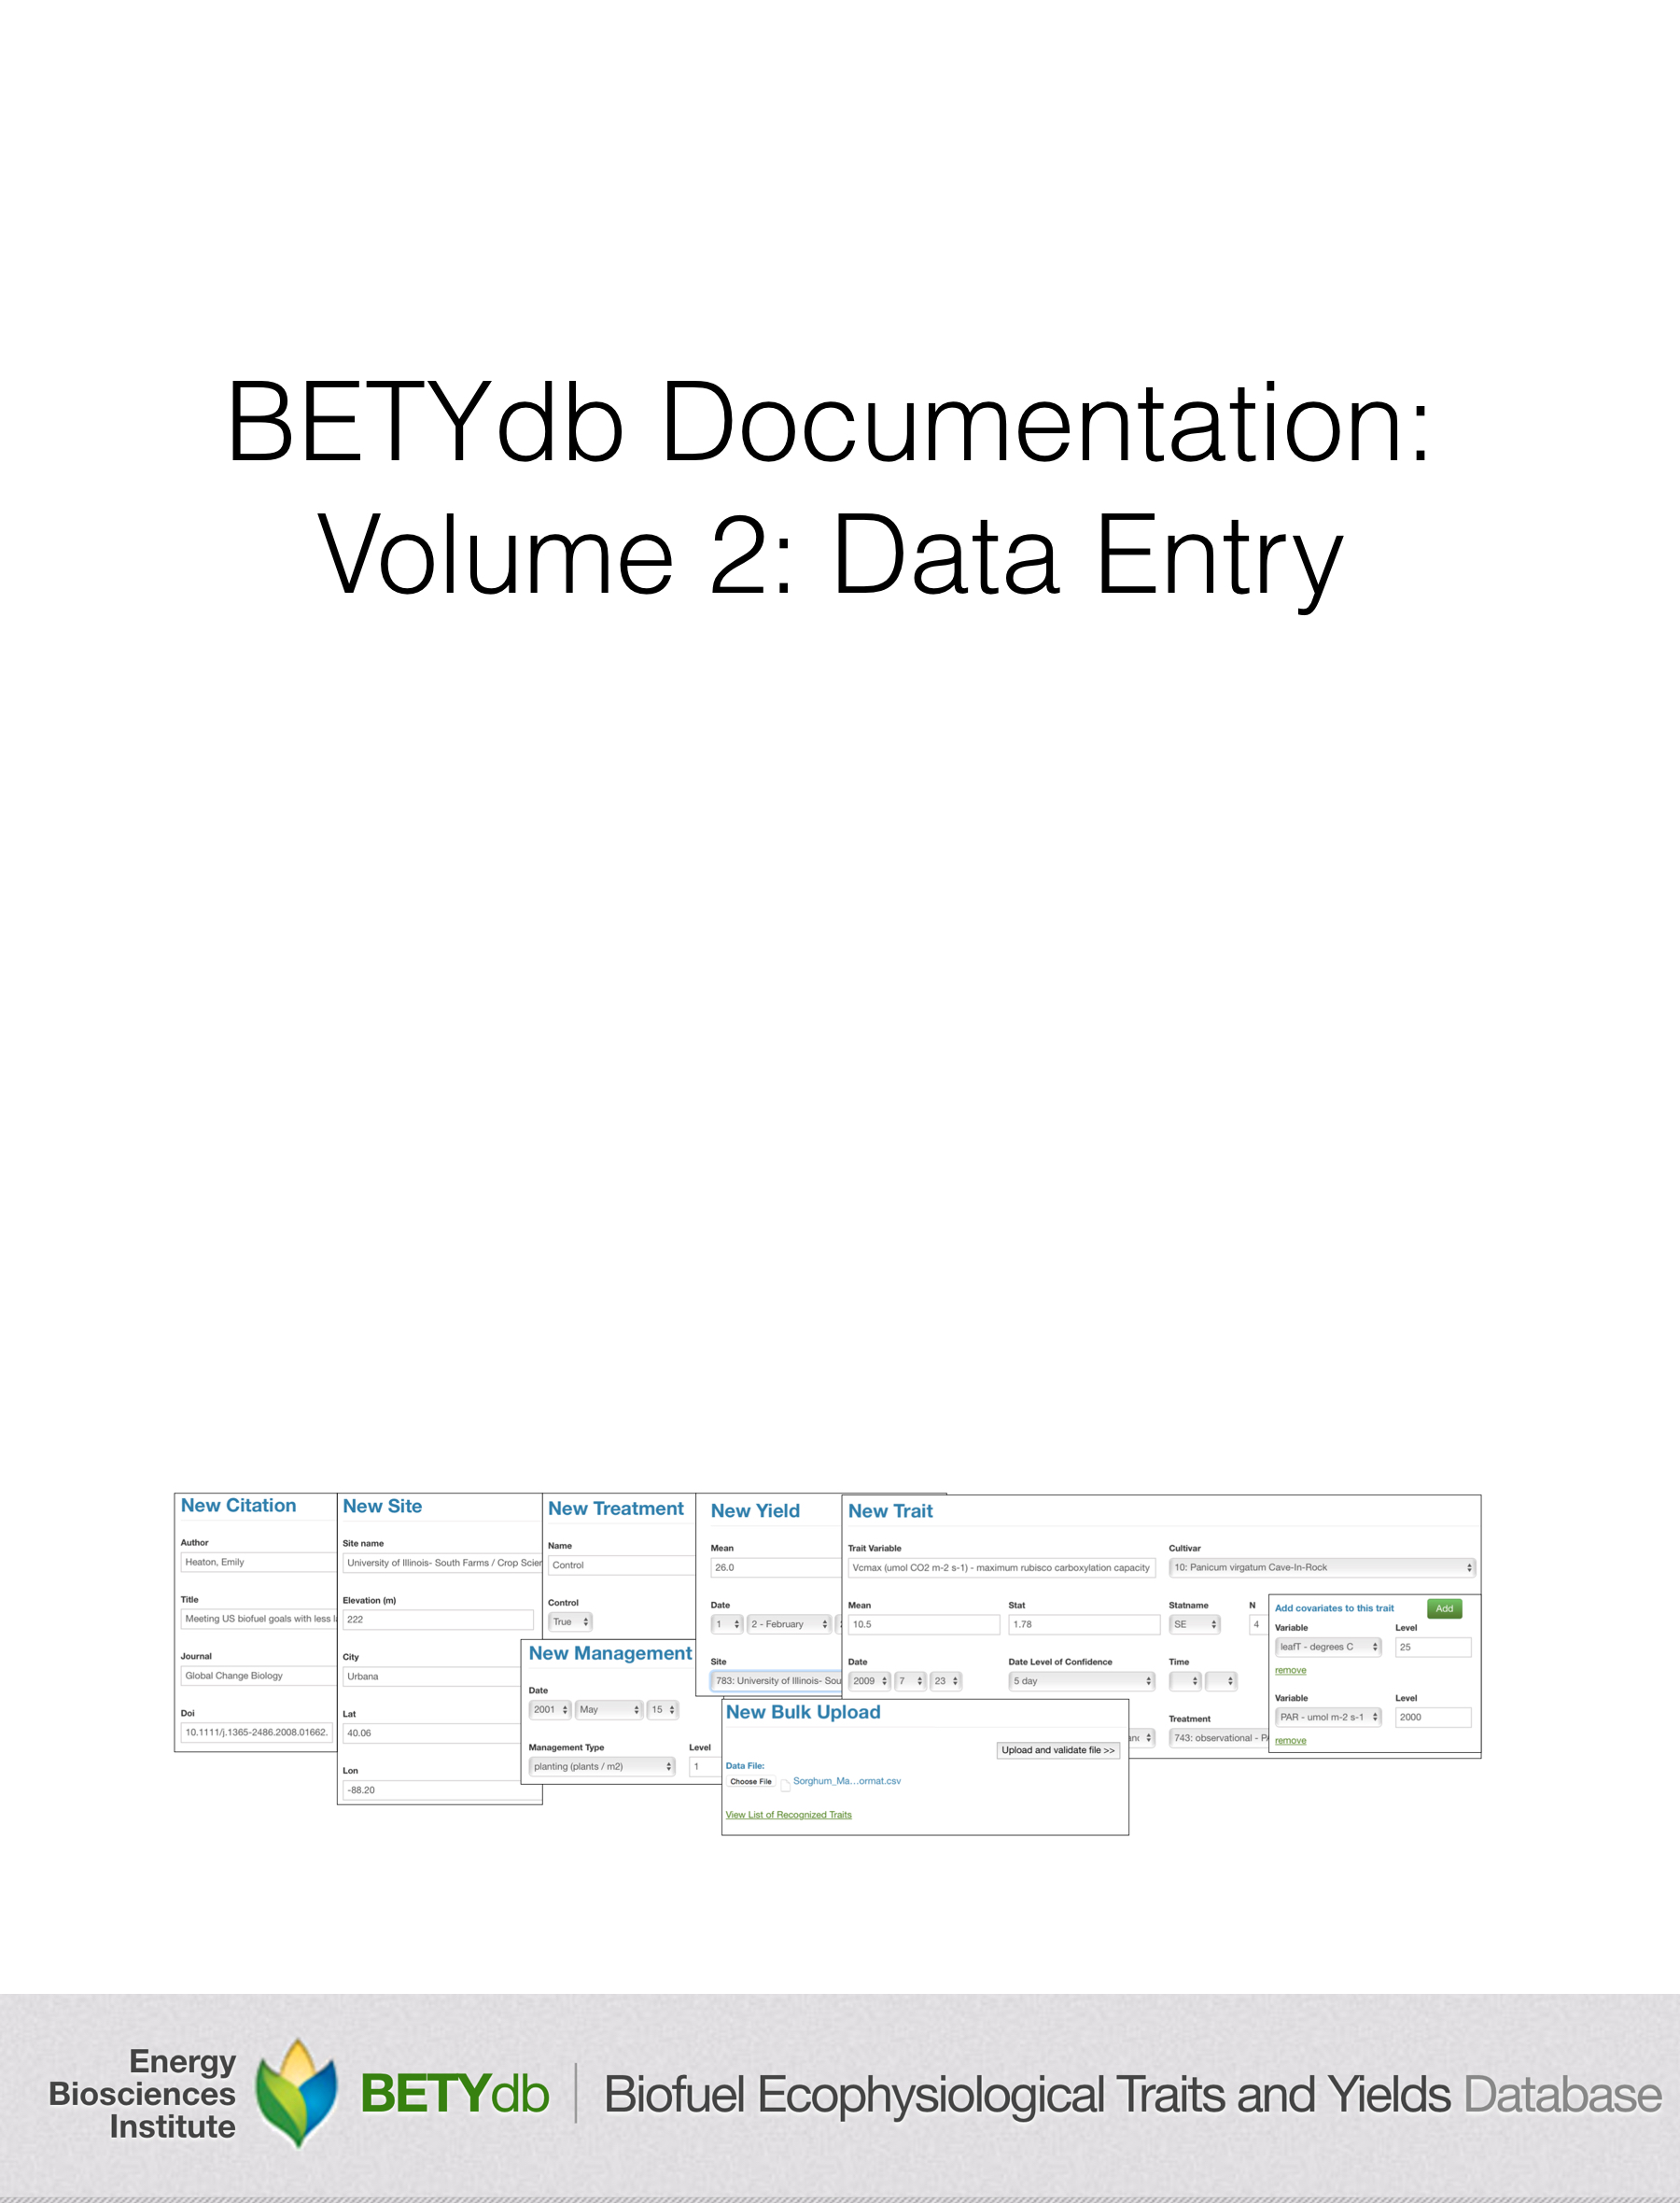 BETYdb Documentation:
Volume 2: Data Entry
New Citation
Author
Heaton, Emily
Title
Meeting US biofuel goals with less
Journal
Global Change Biology
Doi
10.1111/j.1365-2486.2008.01662.
New Site
Site name
University of Illinois- South Farms / Crop
Elevation (m)
222
City
Urbana
Lat
40.06
Lon
-88.20
New Treatment
Name
Control
Control
True
New Management
Date
2001 May 15
Management Type Level
planting (plants / m2) 1
New Yield
Mean
26.0
Date
1 2 - February
Site
783: University of Illinois-
New Trait
Trait Variable Cultivar
Vcmax (umol CO2 m-2 s-1) - maximum rubisco carboxylation capacity 10: Panicum virgatum Cave-In-Rock
Mean Stat Statname N
10.5 1.78 SE 4
Date Date Level of Confidence Time
2009 7 23 5 day
Treatment
743: observational -
Add covariates to this trait Add
Variable Level
leafT - degrees C 25
remove
Variable Level
PAR - umol m-2 s-1 2000
remove
New Bulk Upload
Upload and validate file >>
Data File:
Choose File Sorghum_Ma...ormat.csv
View List of Recognized Traits
Energy
Biosciences
Institute
BETYdb | Biofuel Ecophysiological Traits and Yields Database